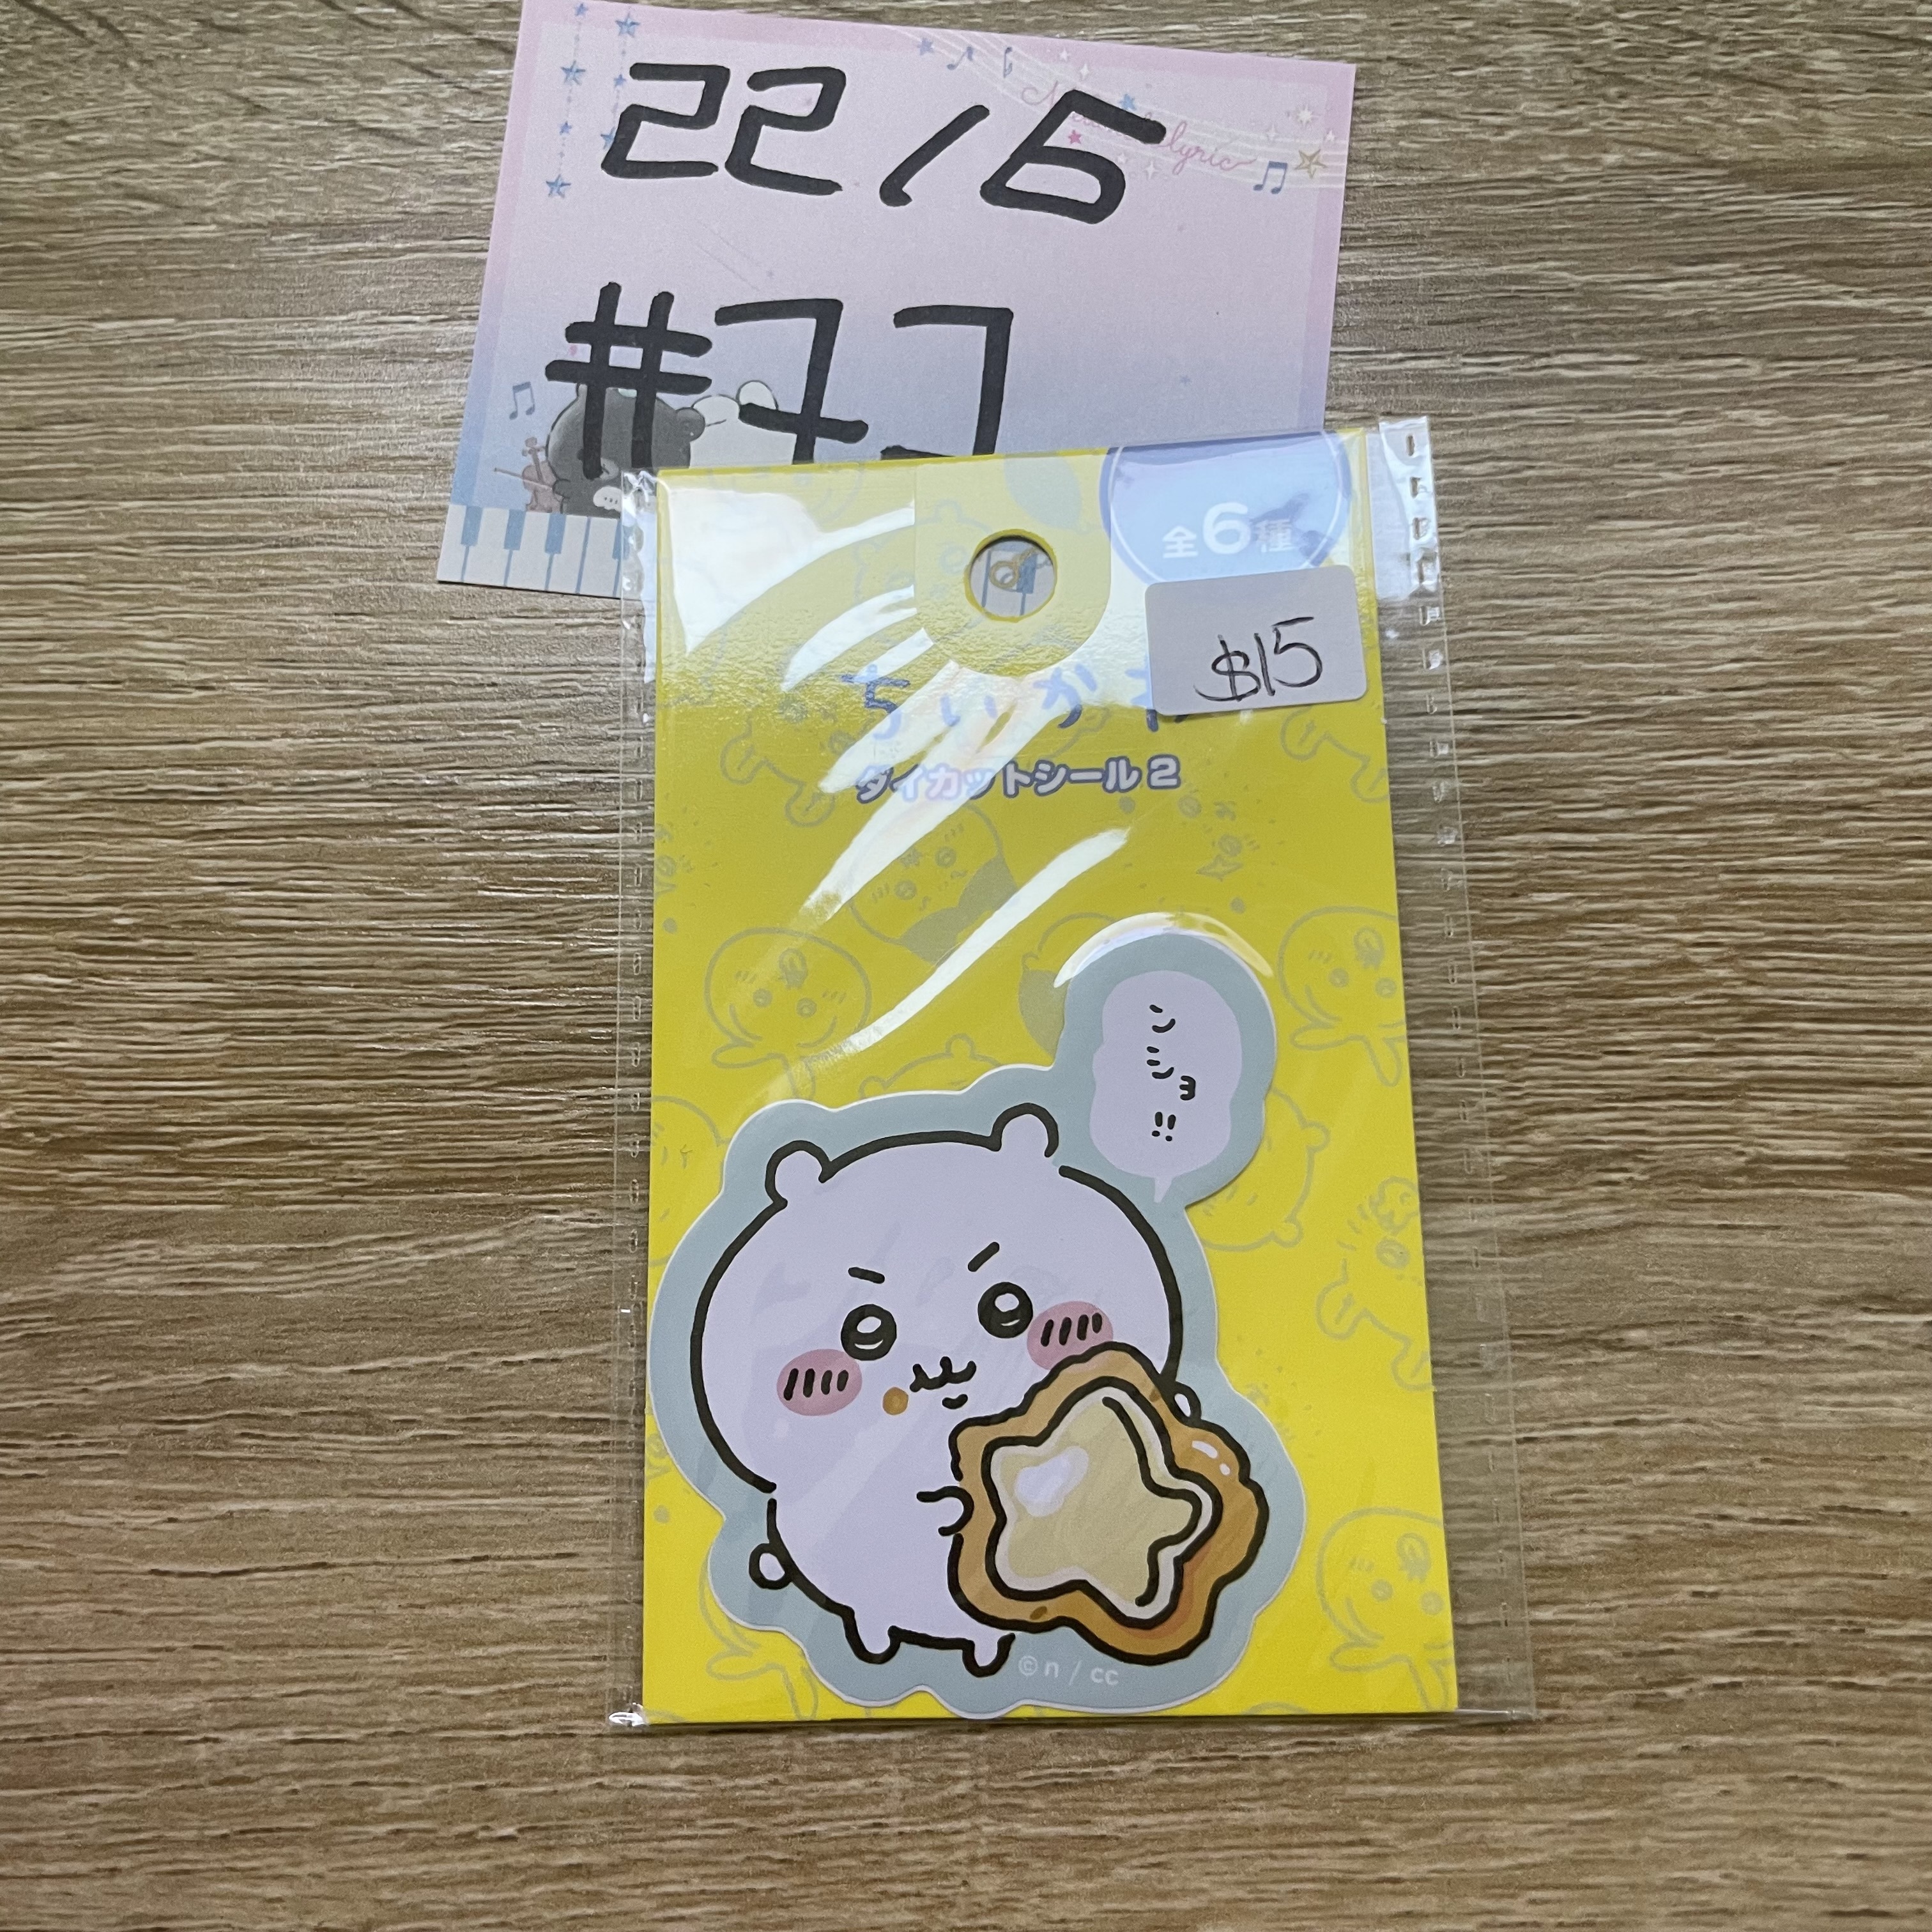 22/6
lyric
全6種
$15
ちいかわ
ダイカットシール2
ンショ!!
©n / cc